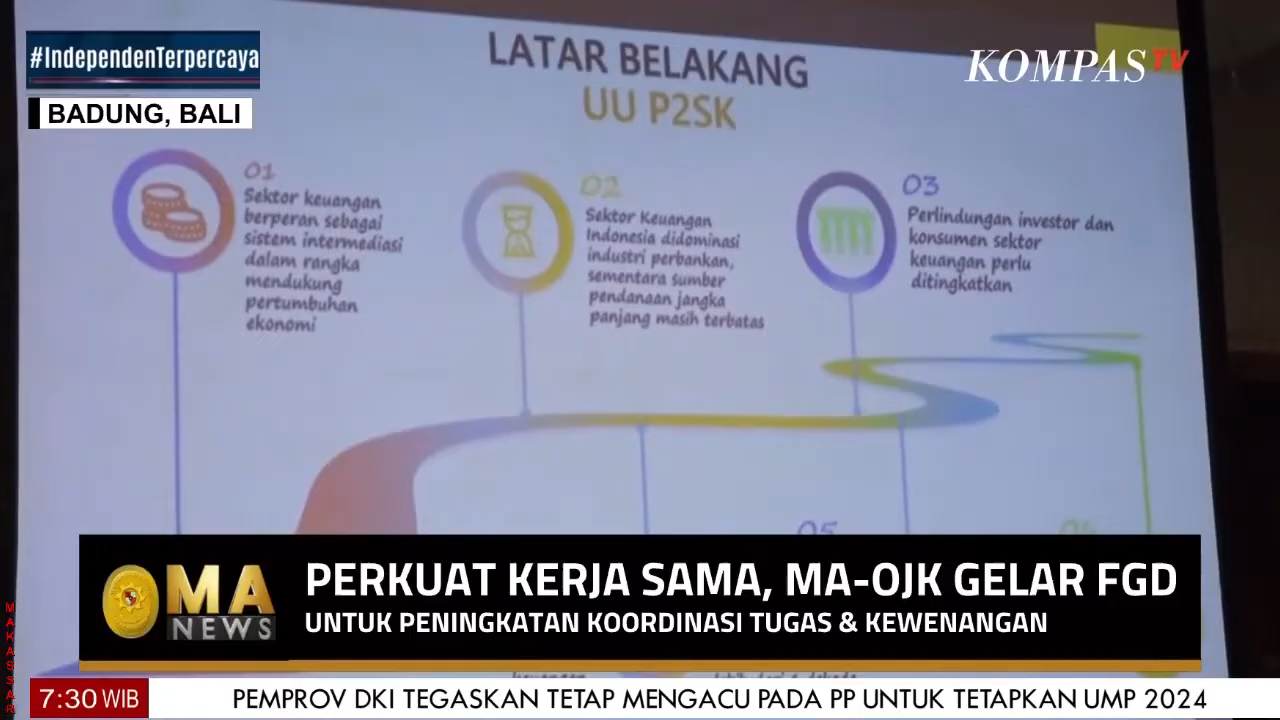 #IndependenTerpercaya
BADUNG, BALI
KOMPAS TV
LATAR BELAKANG
UU P2SK
01
Sektor keuangan
berperan sebagai
sistem intermediasi
dalam rangka
mendukung
pertumbuhan
ekonomi
02
Sektor Keuangan
Indonesia didominasi
industri perbankan,
sementara sumber
pendanaan jangka
panjang masih terbatas
03
Perlindungan investor dan
konsumen sektor
keuangan perlu
ditingkatkan
05
MA
NEWS
PERKUAT KERJA SAMA, MA-OJK GELAR FGD
UNTUK PENINGKATAN KOORDINASI TUGAS & KEWENANGAN
MAKASSAR
7:30 WIB
PEMPROV DKI TEGASKAN TETAP MENGACU PADA PP UNTUK TETAPKAN UMP 2024